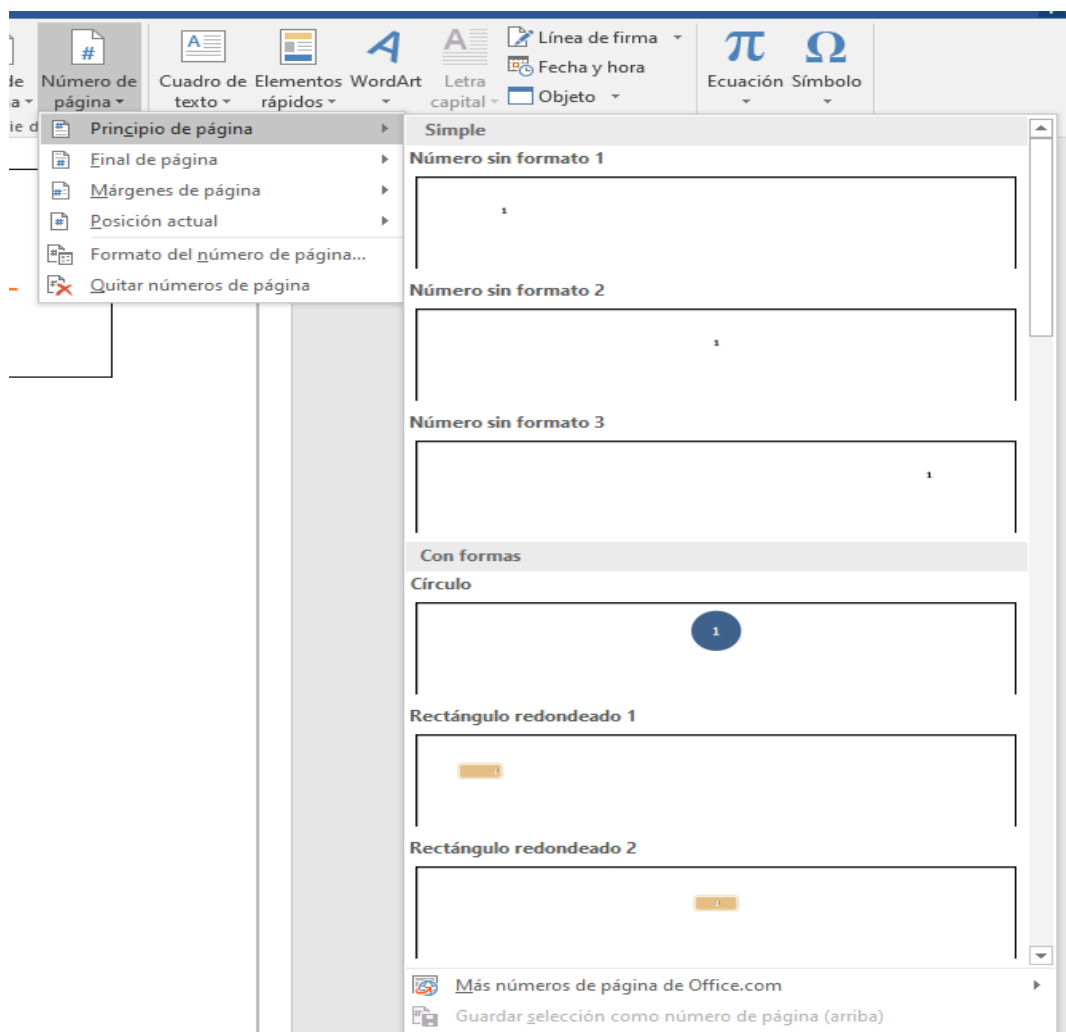 de
Número de
Cuadro de
Elementos
WordArt
Letra
Línea de firma
Fecha y hora
Objeto
Ecuación
Símbolo
a
página
texto
rápidos
capital
ie d
Principio de página
Final de página
Márgenes de página
Posición actual
Formato del número de página...
Quitar números de página
Simple
Número sin formato 1
1
Número sin formato 2
1
Número sin formato 3
1
Con formas
Círculo
1
Rectángulo redondeado 1
1
Rectángulo redondeado 2
1
Más números de página de Office.com
Guardar selección como número de página (arriba)